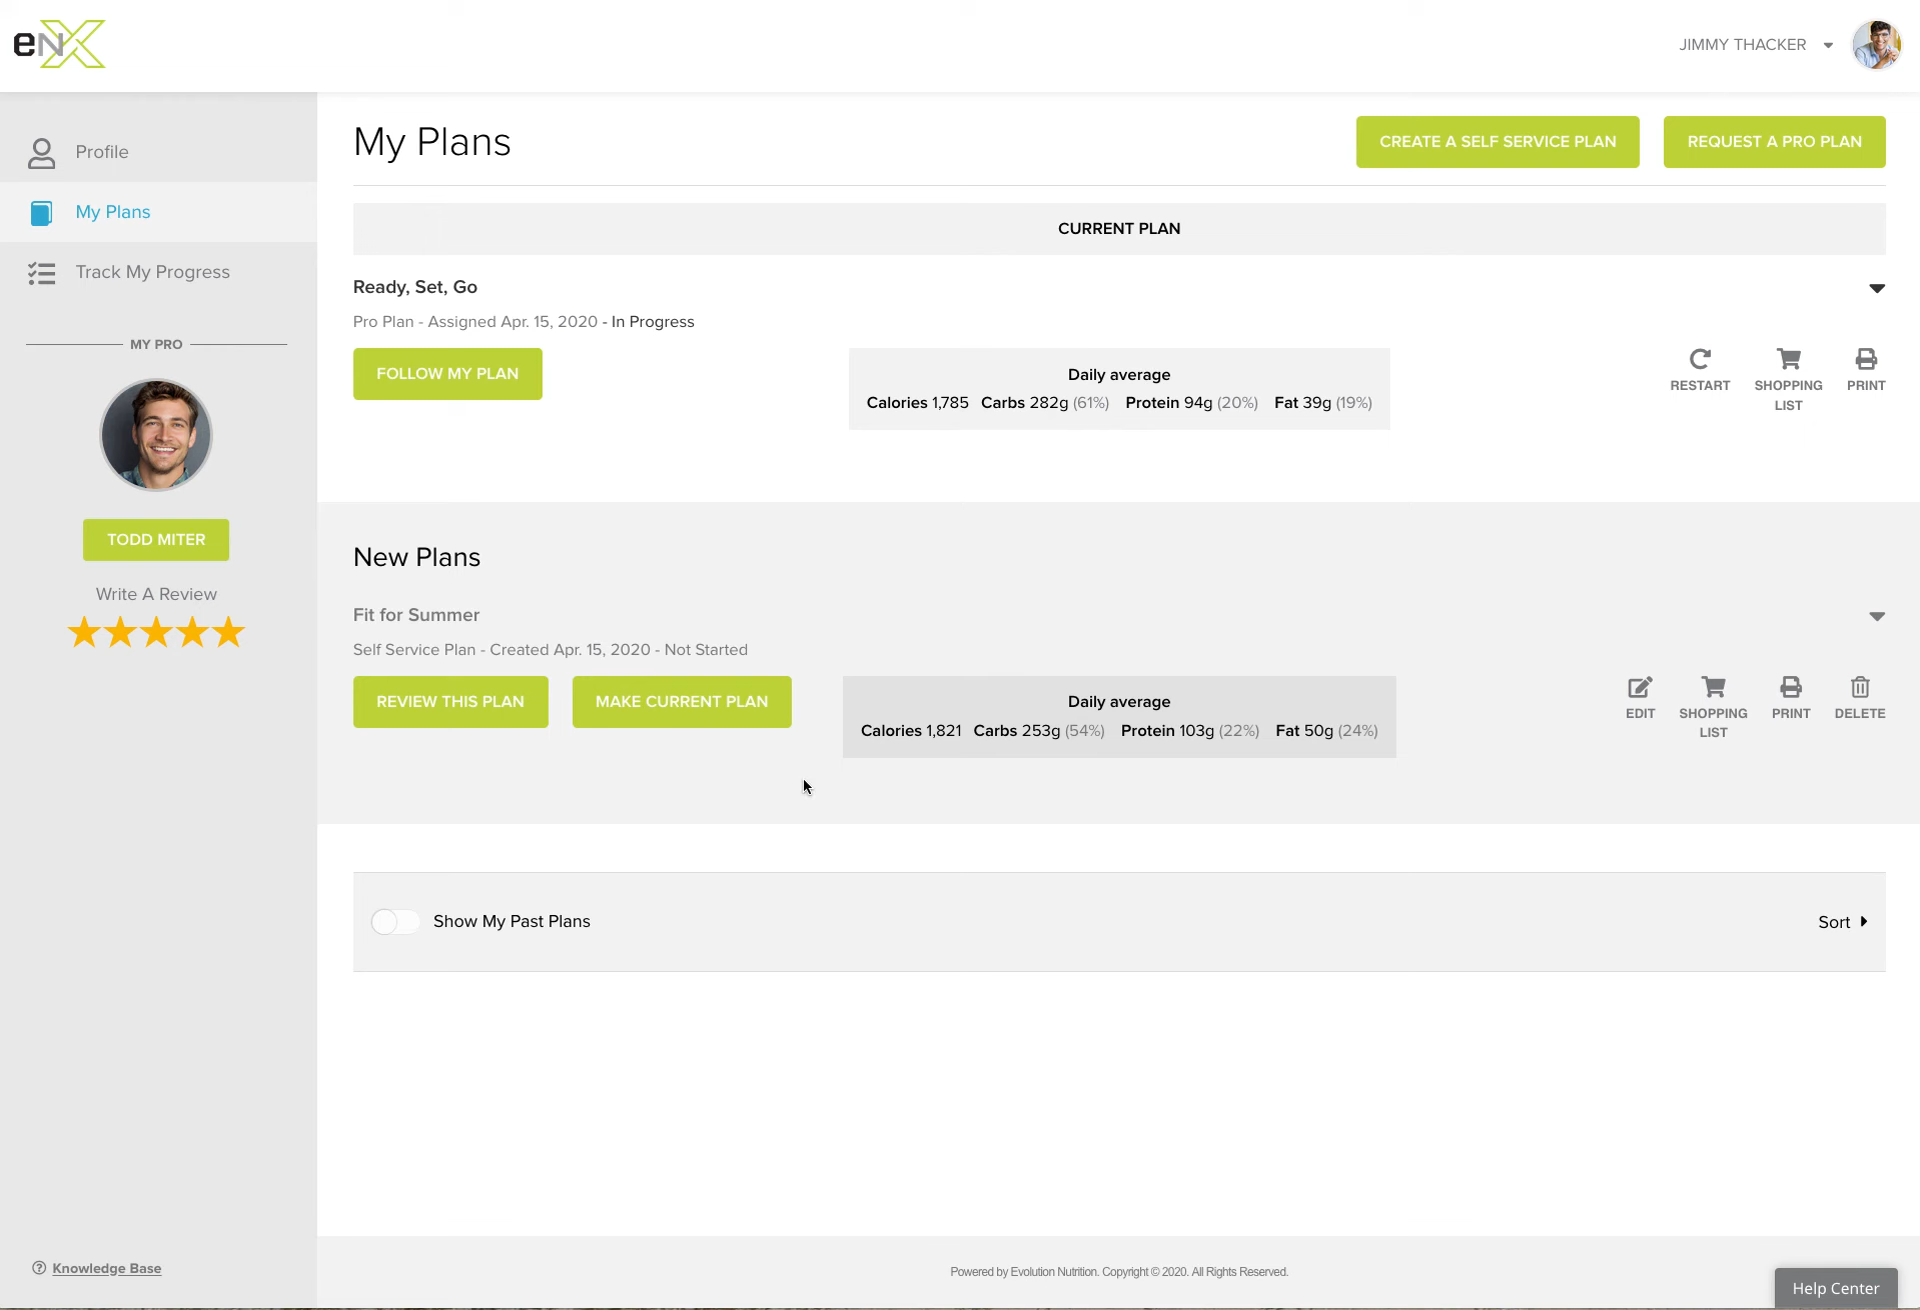 eNX
JIMMY THACKER
Profile
My Plans
Track My Progress
MY PRO
TODD MITER
Write A Review
Knowledge Base
My Plans
CREATE A SELF SERVICE PLAN
REQUEST A PRO PLAN
CURRENT PLAN
Ready, Set, Go
Pro Plan - Assigned Apr. 15, 2020 - In Progress
FOLLOW MY PLAN
Daily average
Calories 1,785 Carbs 282g (61%) Protein 94g (20%) Fat 39g (19%)
RESTART
SHOPPING
LIST
PRINT
New Plans
Fit for Summer
Self Service Plan - Created Apr. 15, 2020 - Not Started
REVIEW THIS PLAN
MAKE CURRENT PLAN
Daily average
Calories 1,821 Carbs 253g (54%) Protein 103g (22%) Fat 50g (24%)
EDIT
SHOPPING
LIST
PRINT
DELETE
Show My Past Plans
Sort
Powered by Evolution Nutrition. Copyright © 2020. All Rights Reserved.
Help Center